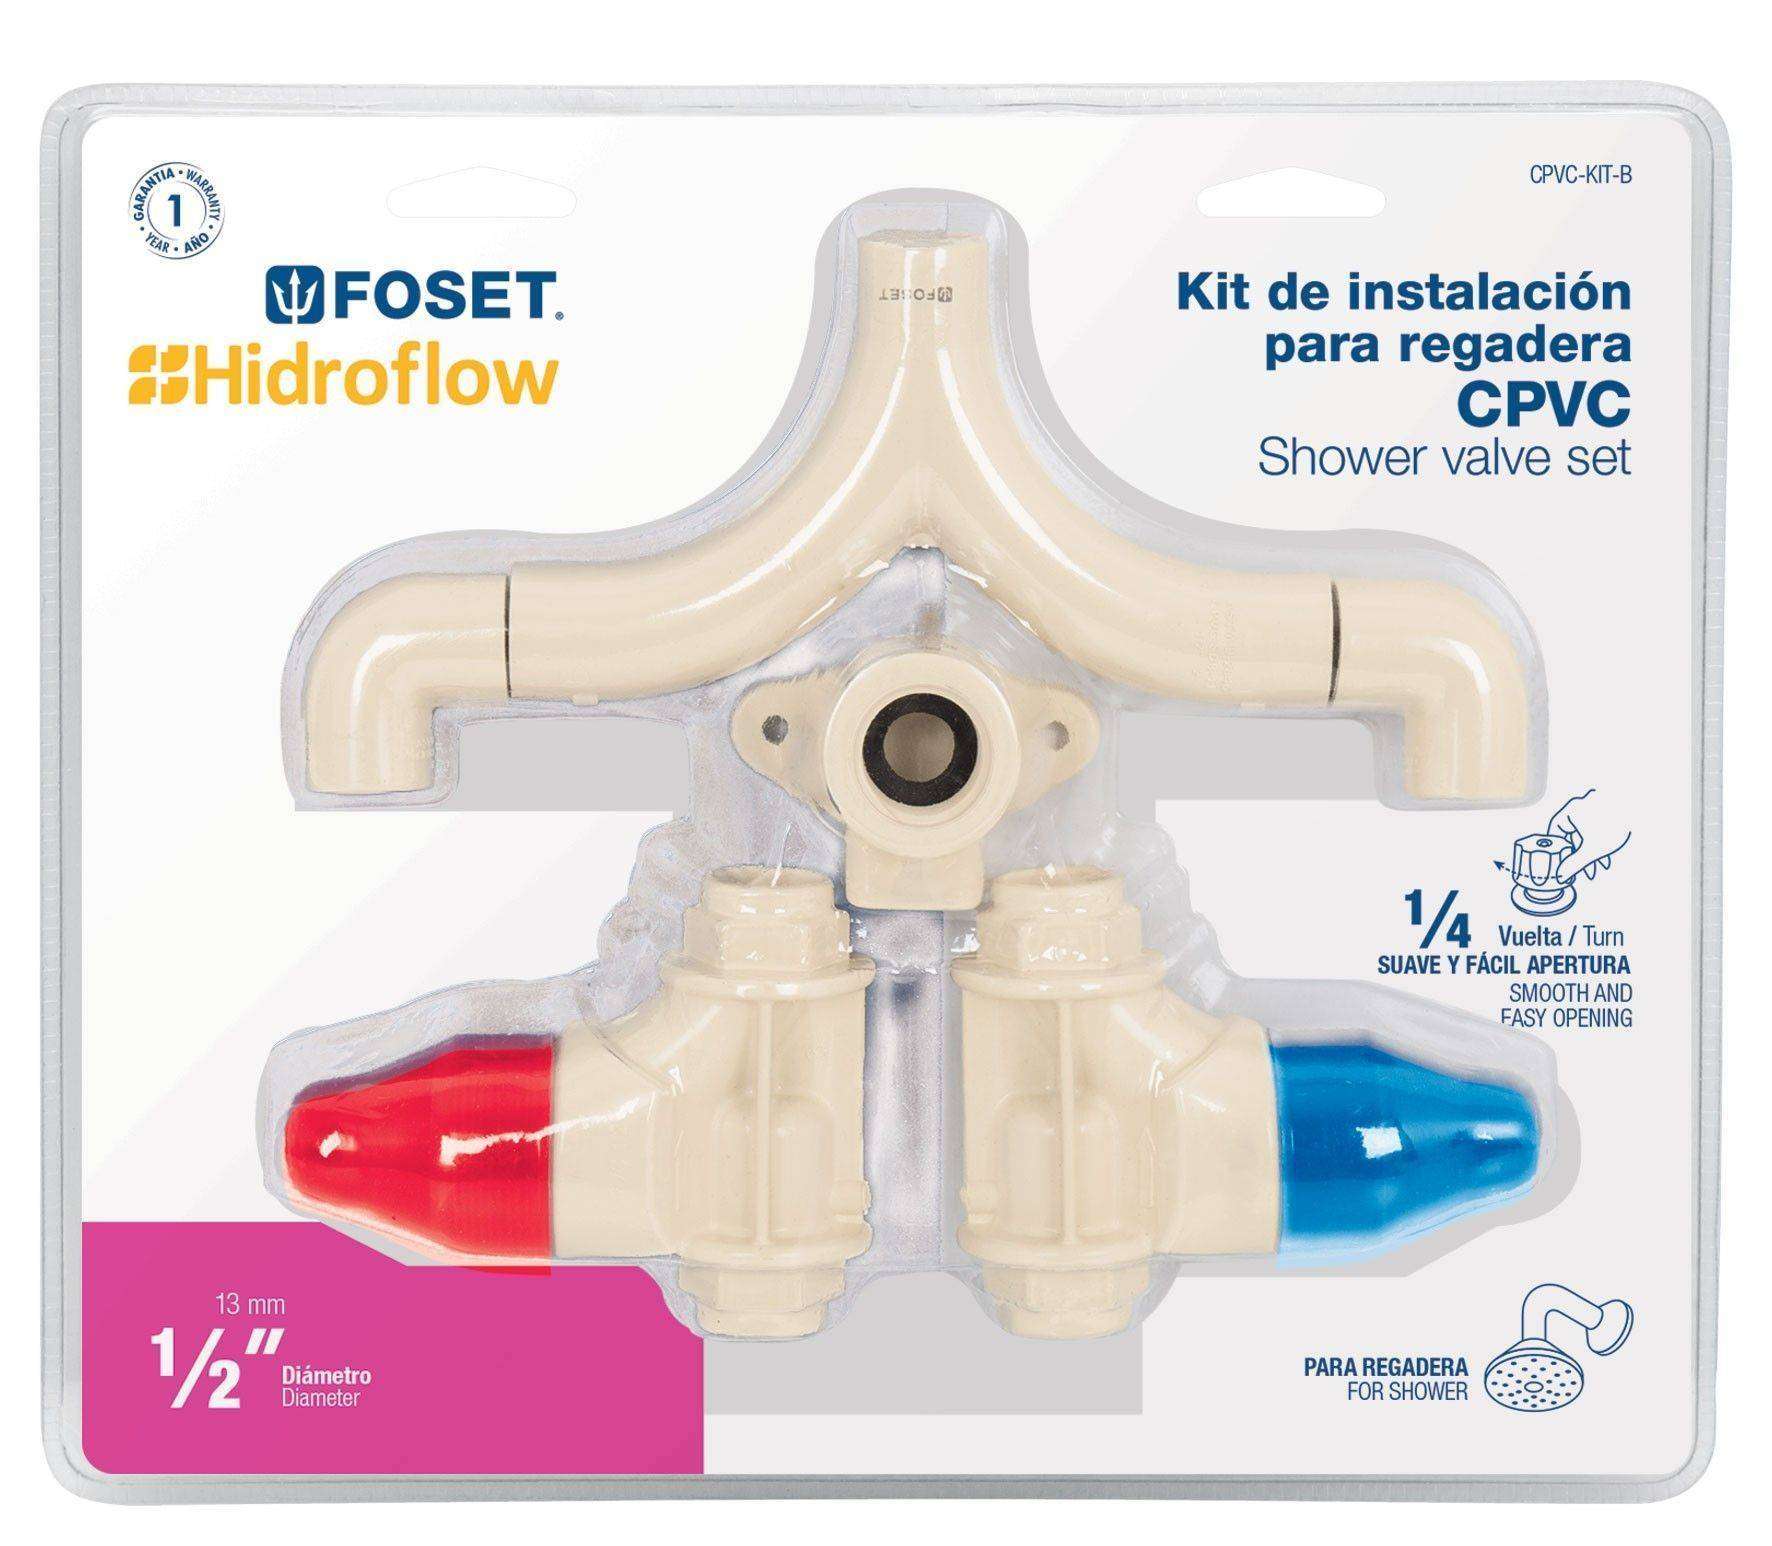 GARANTIA • WARRANTY
1
YEAR • AÑO
CPVC-KIT-B
FOSET®
Hidroflow
FOSET
Kit de instalación
para regadera
CPVC
Shower valve set
1/4 Vuelta / Turn
SUAVE Y FÁCIL APERTURA
SMOOTH AND
EASY OPENING
13 mm
1/2" Diámetro
Diameter
PARA REGADERA
FOR SHOWER